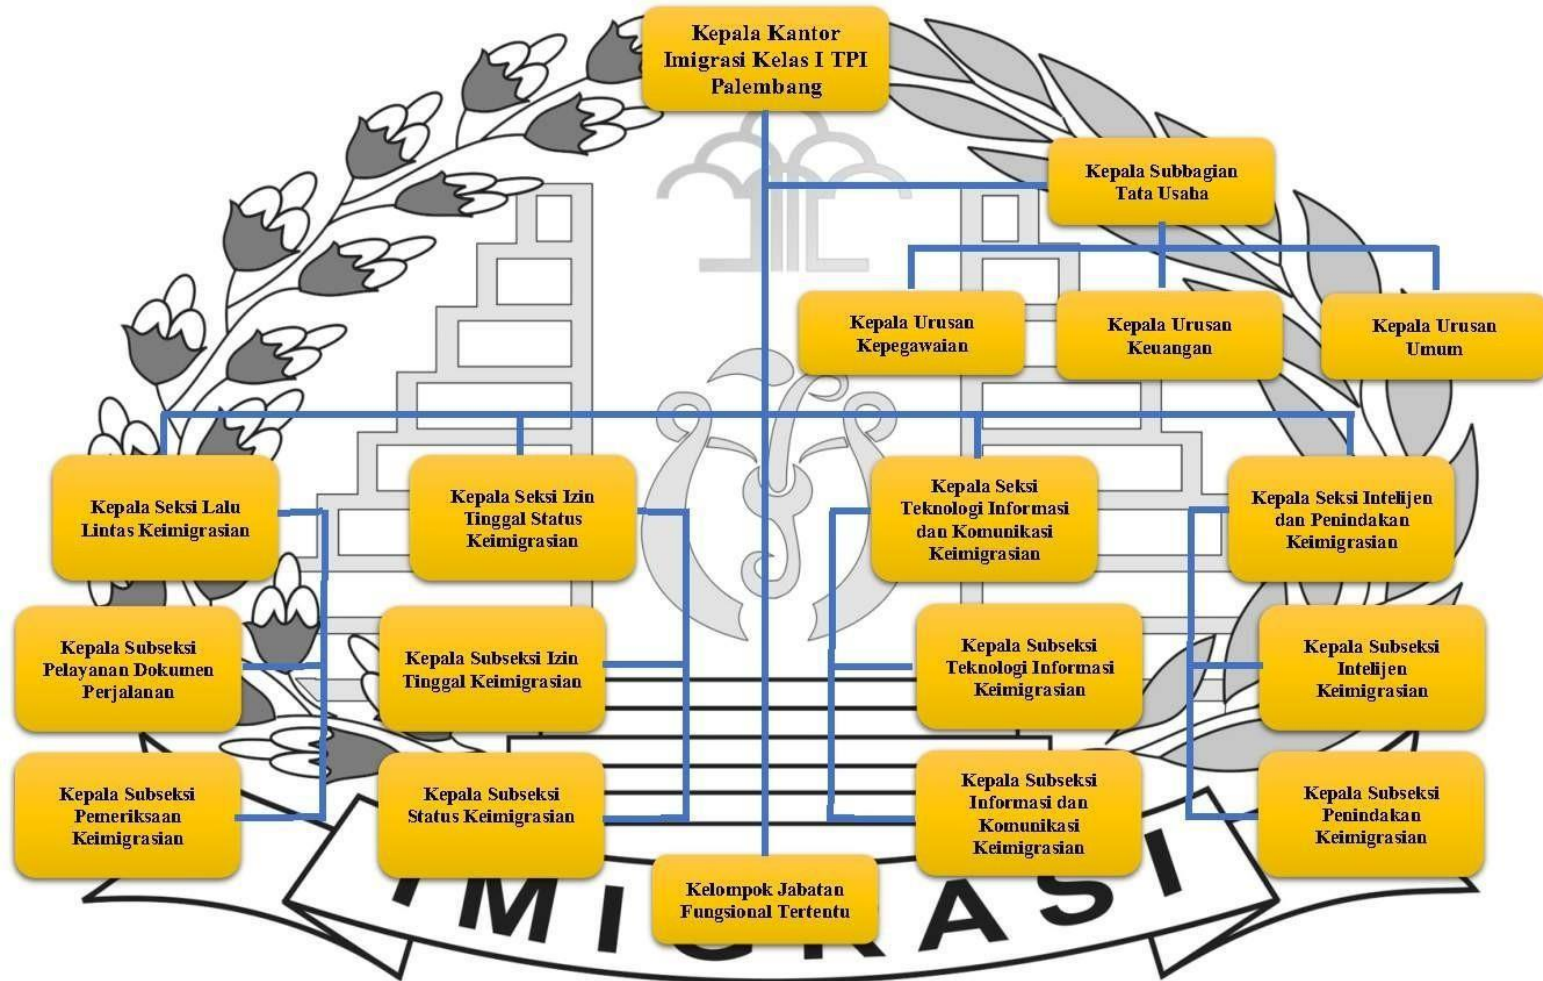 Kepala Kantor
Imigrasi Kelas I TPI
Palembang
Kepala Subbagian
Tata Usaha
Kepala Urusan
Kepegawaian
Kepala Urusan
Keuangan
Kepala Urusan
Umum
Kepala Seksi Lalu
Lintas Keimigrasian
Kepala Seksi Izin
Tinggal Status
Keimigrasian
Kepala Seksi
Teknologi Informasi
dan Komunikasi
Keimigrasian
Kepala Seksi Intelijen
dan Penindakan
Keimigrasian
Kepala Subseksi
Pelayanan Dokumen
Perjalanan
Kepala Subseksi Izin
Tinggal Keimigrasian
Kepala Subseksi
Teknologi Informasi
Keimigrasian
Kepala Subseksi
Intelijen
Keimigrasian
Kepala Subseksi
Pemeriksaan
Keimigrasian
Kepala Subseksi
Status Keimigrasian
Kepala Subseksi
Informasi dan
Komunikasi
Keimigrasian
Kepala Subseksi
Penindakan
Keimigrasian
Kelompok Jabatan
Fungsional Tertentu
IMIGRASI